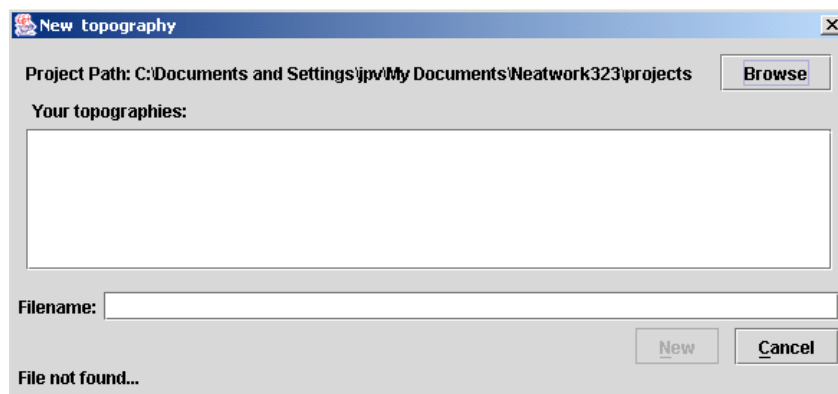 New topography
Project Path: C:\Documents and Settings\jpv\My Documents\Neatwork323\projects Browse
Your topographies:
Filename:
New Cancel
File not found...